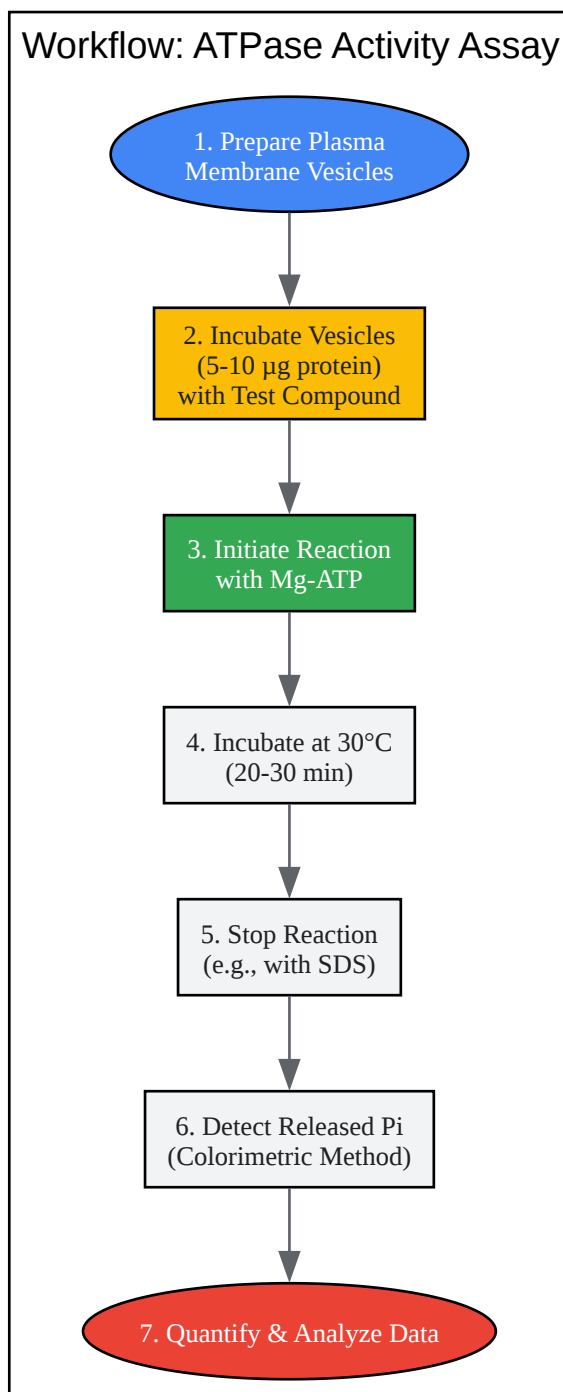 Workflow: ATPase Activity Assay
1. Prepare Plasma
Membrane Vesicles
2. Incubate Vesicles
(5-10 µg protein)
with Test Compound
3. Initiate Reaction
with Mg-ATP
4. Incubate at 30°C
(20-30 min)
5. Stop Reaction
(e.g., with SDS)
6. Detect Released Pi
(Colorimetric Method)
7. Quantify & Analyze Data